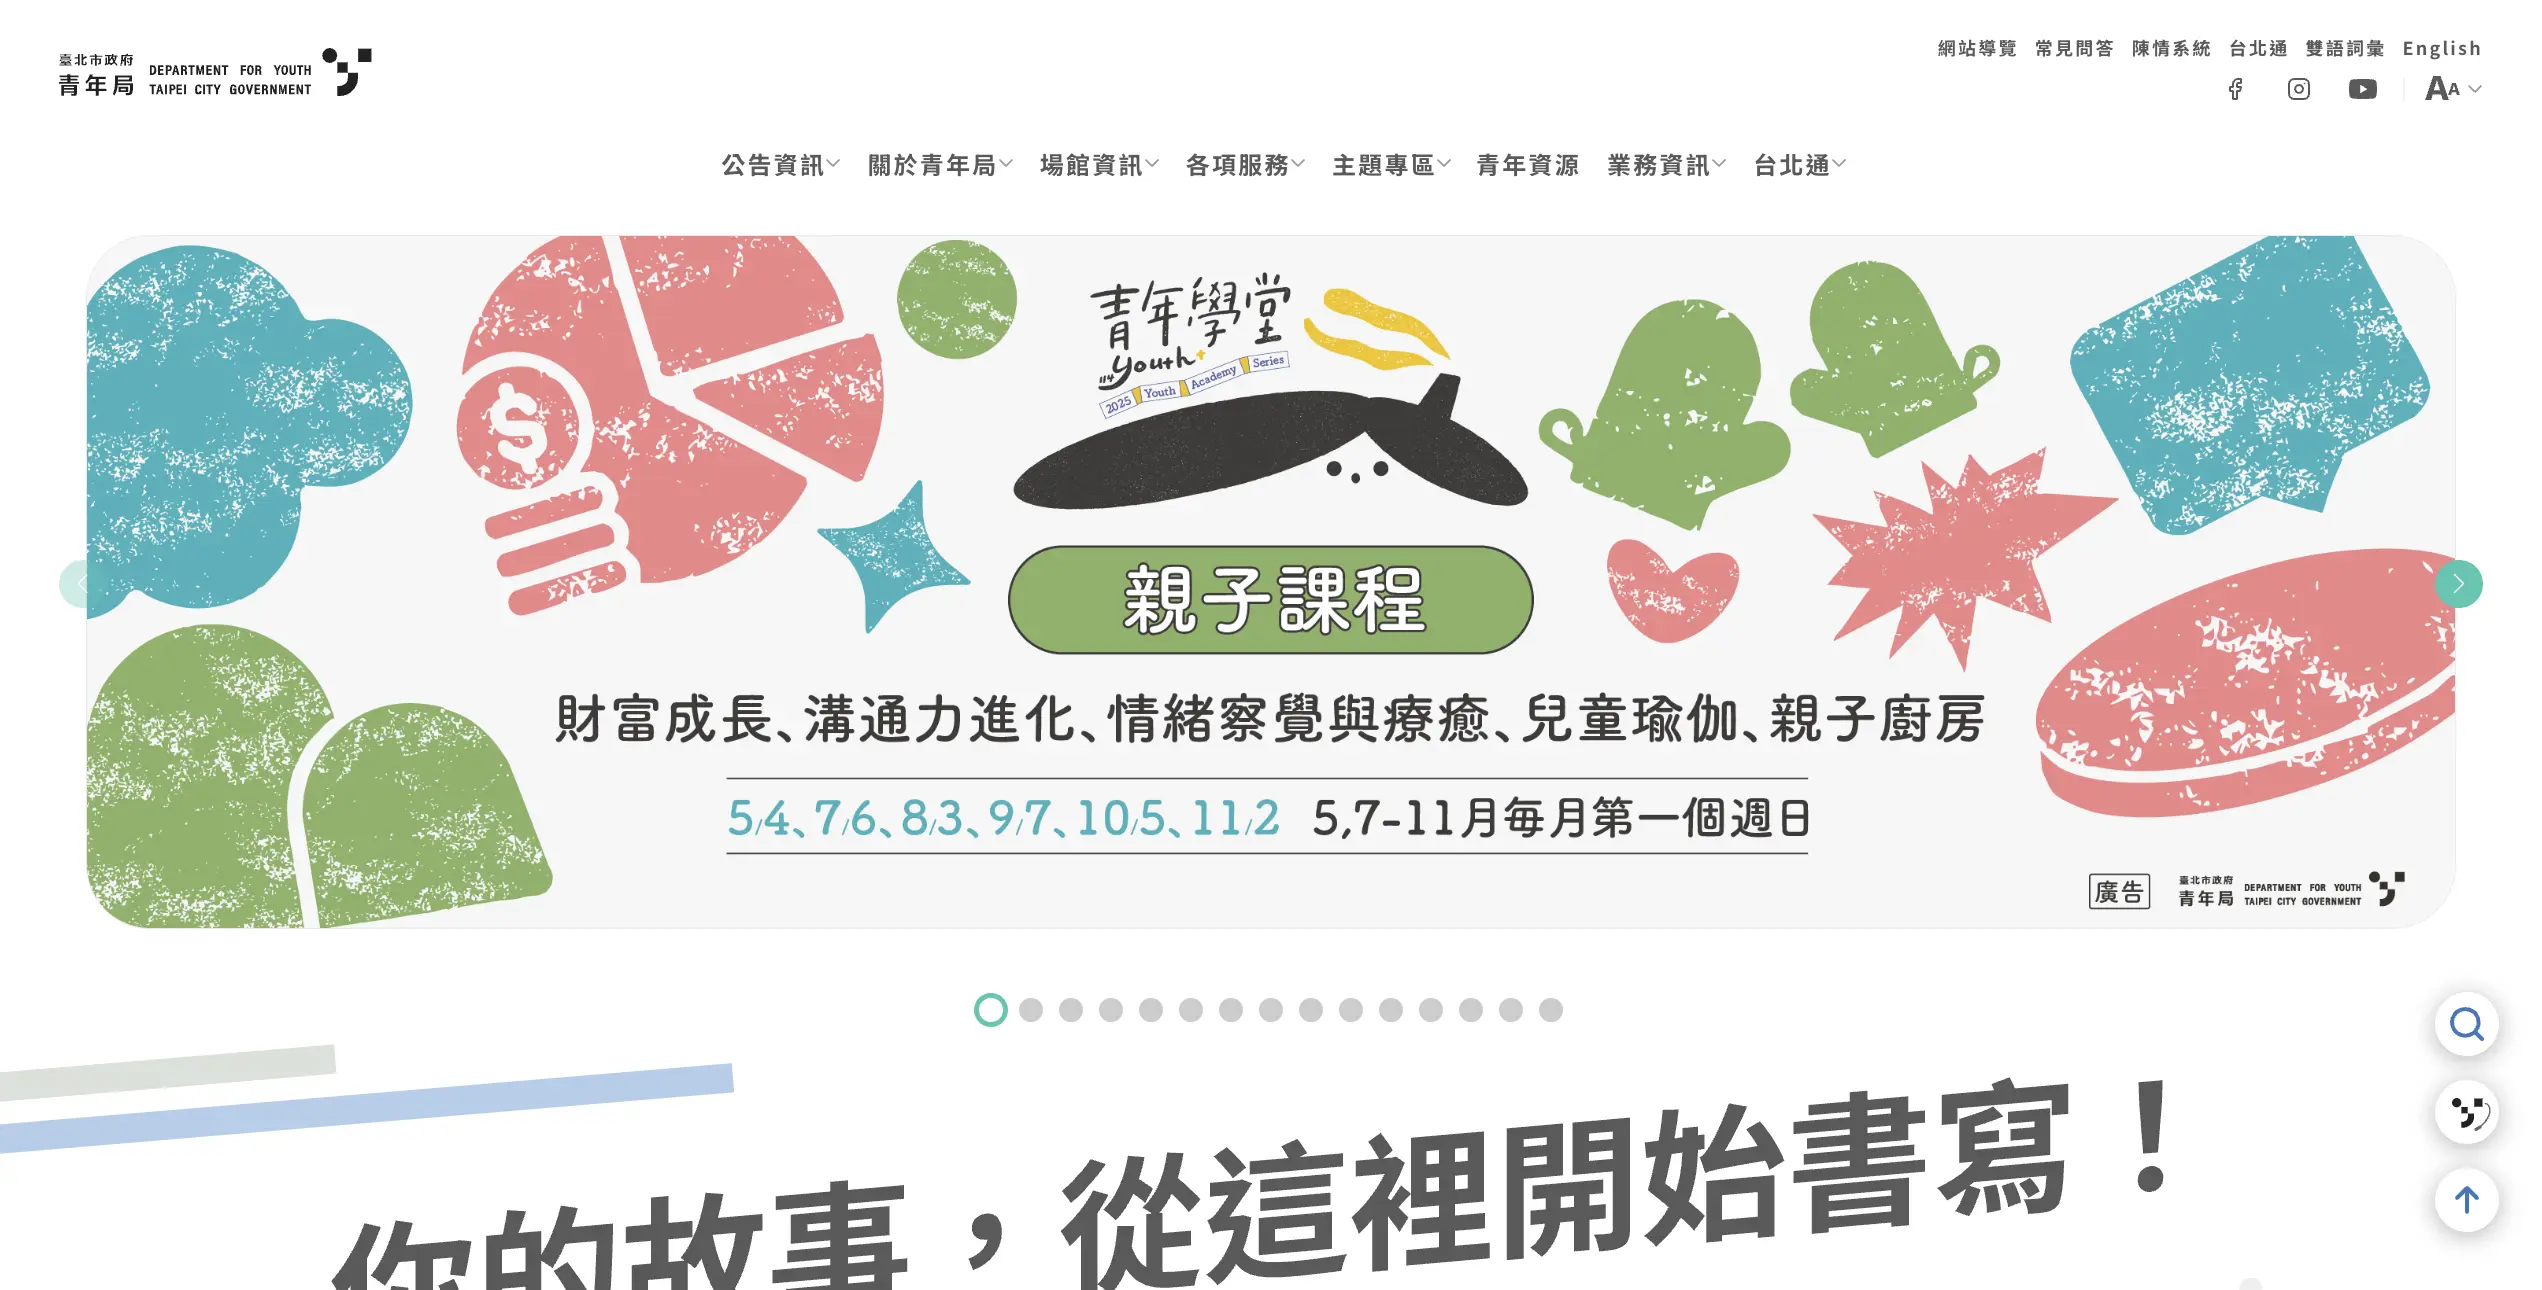 臺北市政府
青年局
DEPARTMENT FOR YOUTH
TAIPEI CITY GOVERNMENT
網站導覽 常見問答 陳情系統 台北通 雙語詞彙 English
AA
公告資訊 關於青年局 場館資訊 各項服務 主題專區 青年資源 業務資訊 台北通
青年學堂
114 Youth+
2025 Youth Academy Series
$
親子課程
財富成長、溝通力進化、情緒察覺與療癒、兒童瑜伽、親子廚房
5/4、7/6、8/3、9/7、10/5、11/2 5,7-11月每月第一個週日
廣告
臺北市政府
青年局
DEPARTMENT FOR YOUTH
TAIPEI CITY GOVERNMENT
你的故事，從這裡開始書寫！